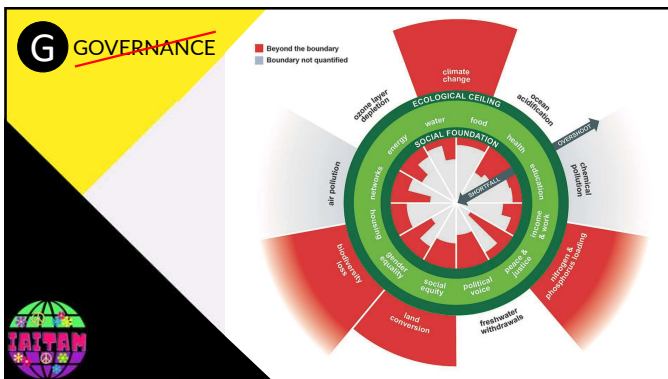 G GOVERNANCE
Beyond the boundary
Boundary not quantified
climate
change
ozone layer
depletion
ocean
acidification
ECOLOGICAL CEILING
OVERSHOOT
water
food
energy
health
SOCIAL FOUNDATION
SHORTFALL
air pollution
networks
education
chemical
pollution
housing
income
& work
gender
equality
peace &
justice
social
equity
political
voice
biodiversity
loss
nitrogen &
phosphorus loading
land
conversion
freshwater
withdrawals
IAITAM